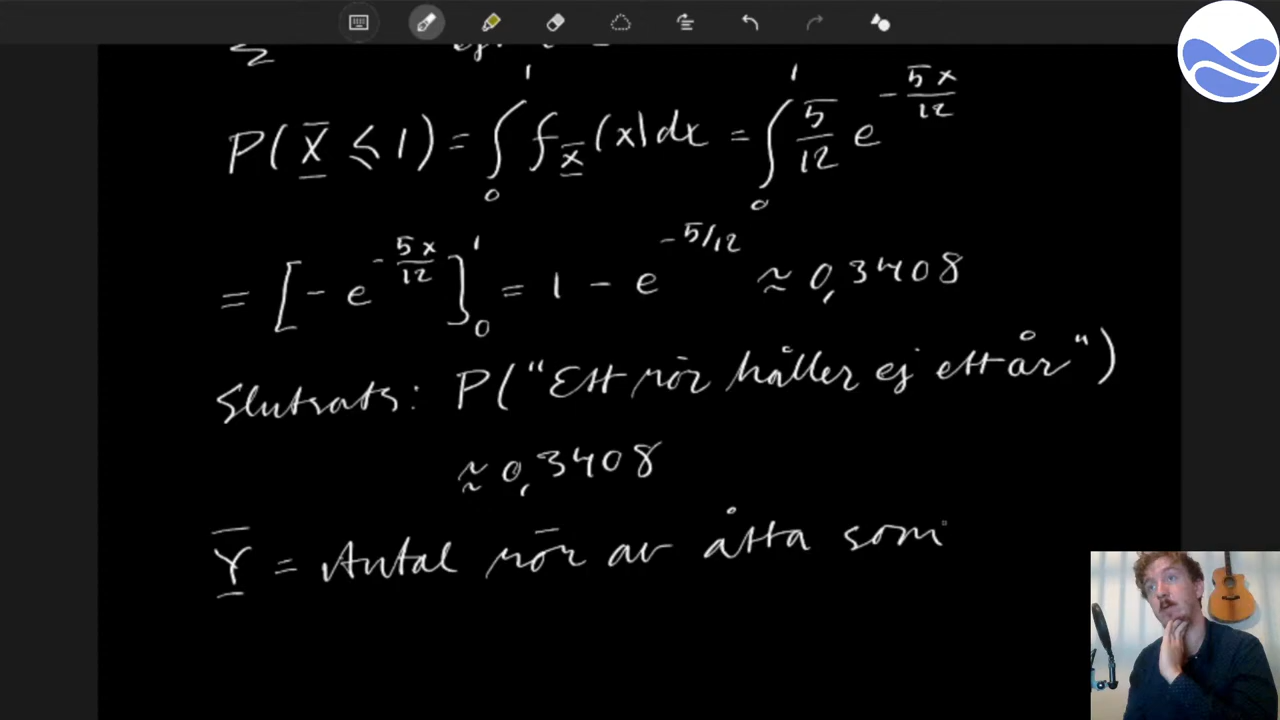 P(X ≤ 1) = ∫₀¹ f_X(x)dx = ∫₀¹ 5/12 e^(-5x/12)
= [-e^(-5x/12)]₀¹ = 1 - e^(-5/12) ≈ 0,3408
Slutsats: P("Ett rör håller ej ett år")
≈ 0,3408
Y = Antal rör av åtta som